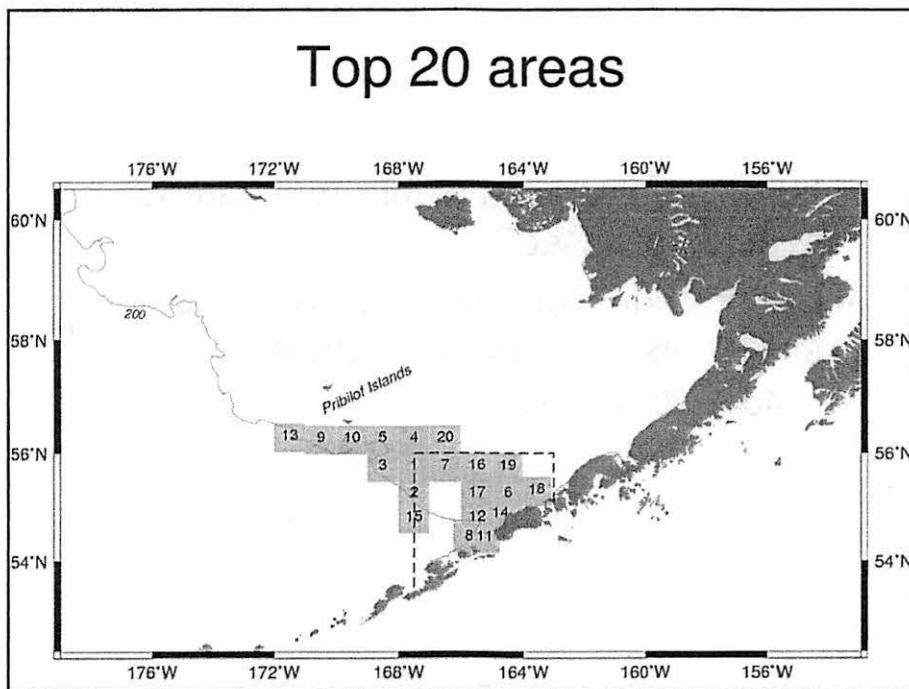 Top 20 areas
176°W 172°W 168°W 164°W 160°W 156°W
60°N 60°N
200
58°N 58°N
Pribilof Islands
13 9 10 5 4 20
56°N 56°N
3 1 7 16 19
2 17 6 18
15 12 14
8 11
54°N 54°N
176°W 172°W 168°W 164°W 160°W 156°W